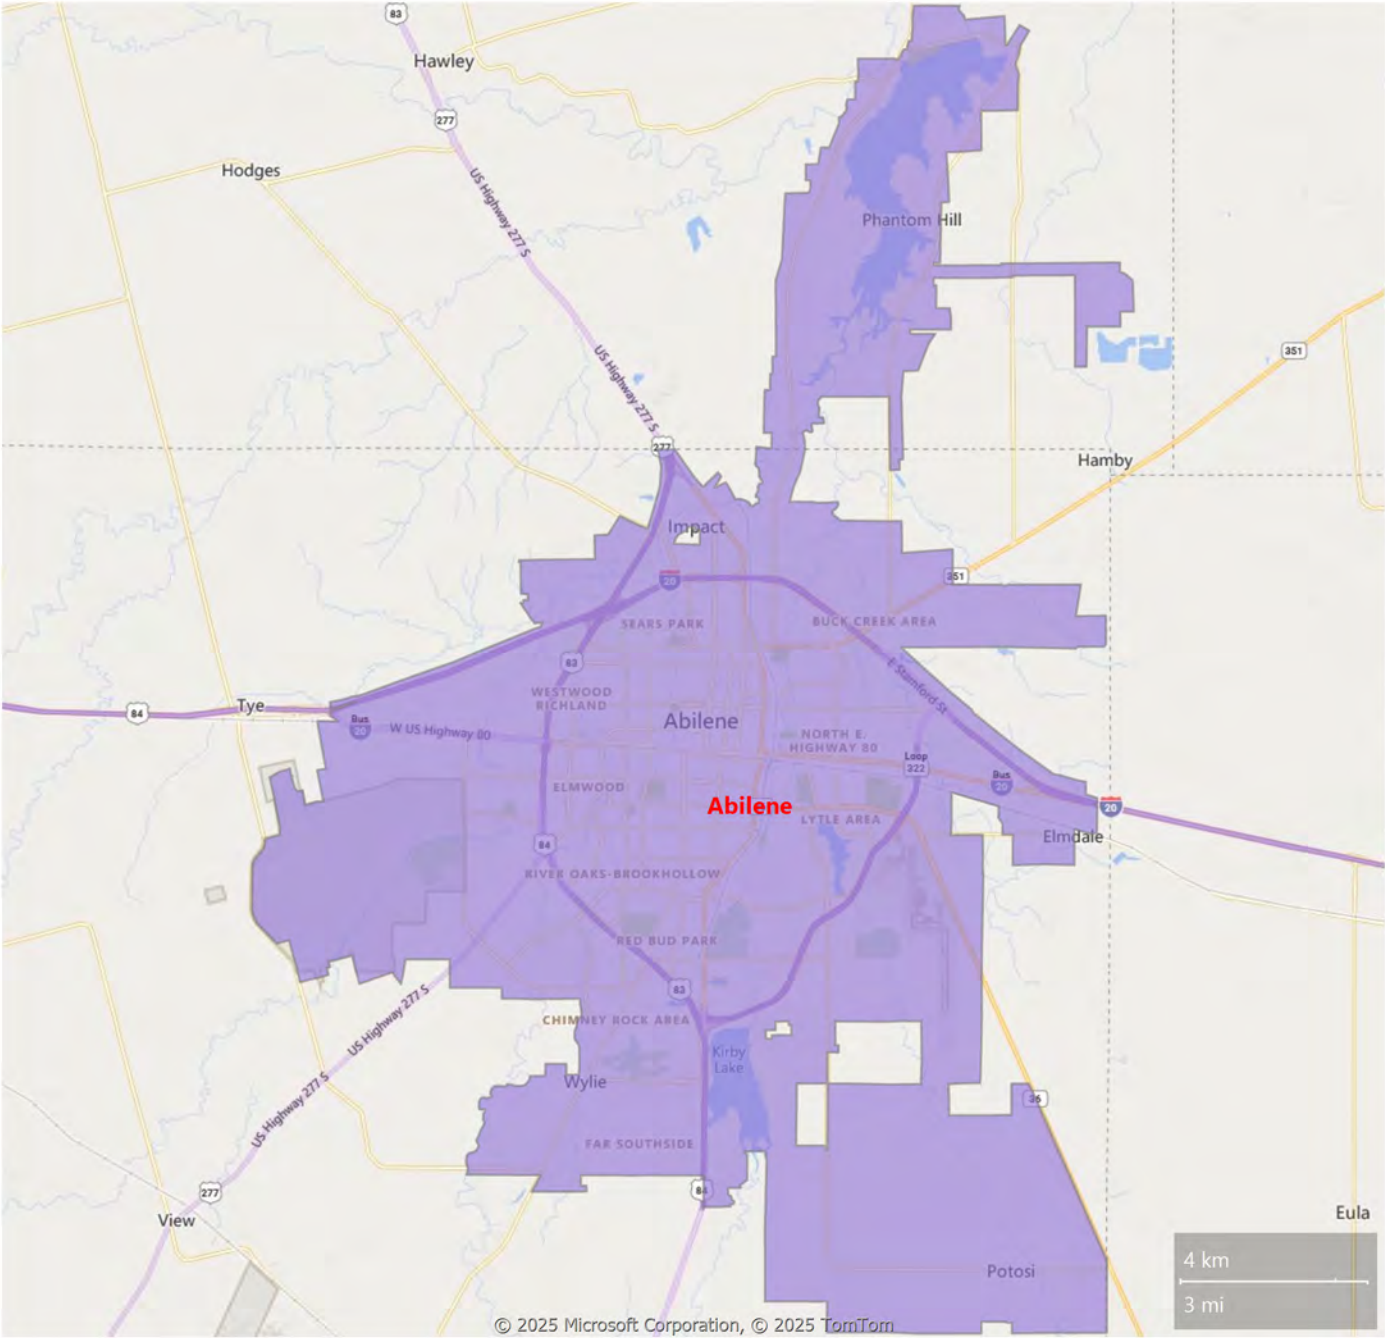 83
Hawley
277
Hodges
US Highway 277 S
Phantom Hill
US Highway 277 S
351
277
Hamby
Impact
351
20
SEARS PARK
BUCK CREEK AREA
83
E Stamford St
WESTWOOD
RICHLAND
Tye
84
Bus
20
W US Highway 80
Abilene
NORTH E.
HIGHWAY 80
Loop
322
Bus
20
ELMWOOD
Abilene
20
LYTLE AREA
Elmdale
84
RIVER OAKS-BROOKHOLLOW
RED BUD PARK
83
US Highway 277 S
CHIMNEY ROCK AREA
Kirby
Lake
Wylie
36
US Highway 277 S
FAR SOUTHSIDE
277
84
View
Eula
Potosi
4 km
3 mi
© 2025 Microsoft Corporation, © 2025 TomTom